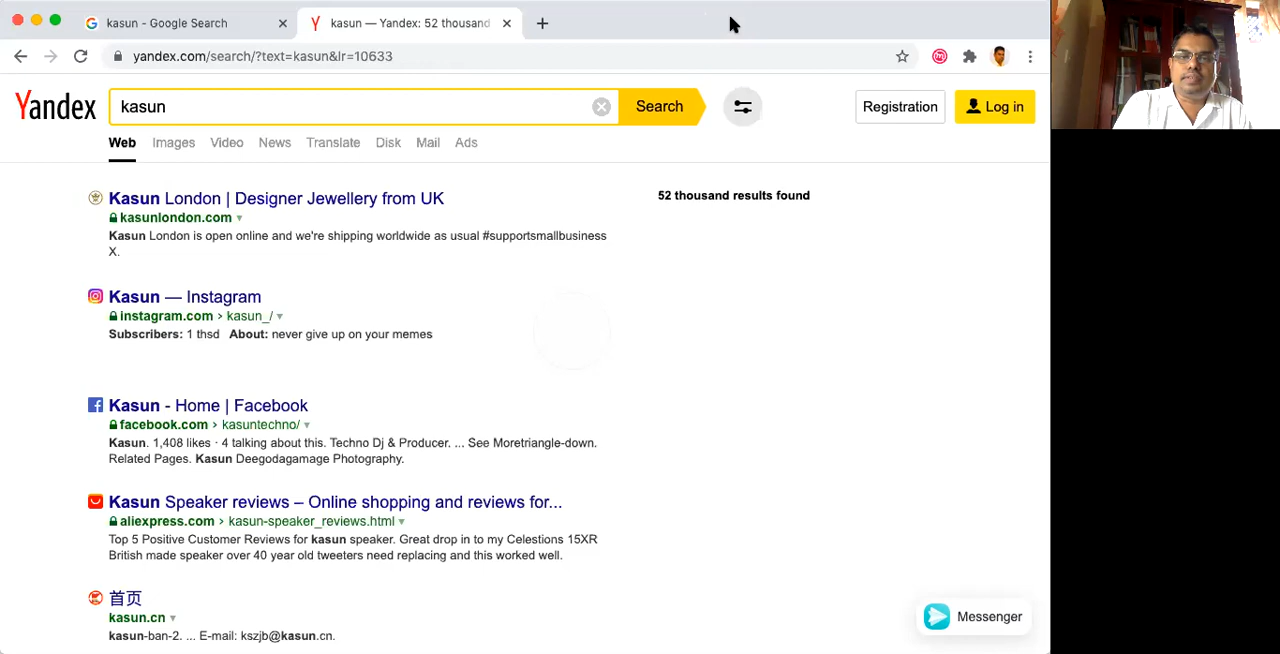 kasun - Google Search
kasun — Yandex: 52 thousand
yandex.com/search/?text=kasun&lr=10633
Yandex
kasun
Search
Registration
Log in
Web Images Video News Translate Disk Mail Ads
Kasun London | Designer Jewellery from UK
kasunlondon.com
Kasun London is open online and we're shipping worldwide as usual #supportsmallbusiness
X.
52 thousand results found
Kasun — Instagram
instagram.com › kasun_/
Subscribers: 1 thsd About: never give up on your memes
Kasun - Home | Facebook
facebook.com › kasuntechno/
Kasun. 1,408 likes · 4 talking about this. Techno Dj & Producer. ... See Moretriangle-down.
Related Pages. Kasun Deegodagamage Photography.
Kasun Speaker reviews – Online shopping and reviews for...
aliexpress.com › kasun-speaker_reviews.html
Top 5 Positive Customer Reviews for kasun speaker. Great drop in to my Celestions 15XR
British made speaker over 40 year old tweeters need replacing and this worked well.
首页
kasun.cn
kasun-ban-2. ... E-mail: kszjb@kasun.cn.
Messenger